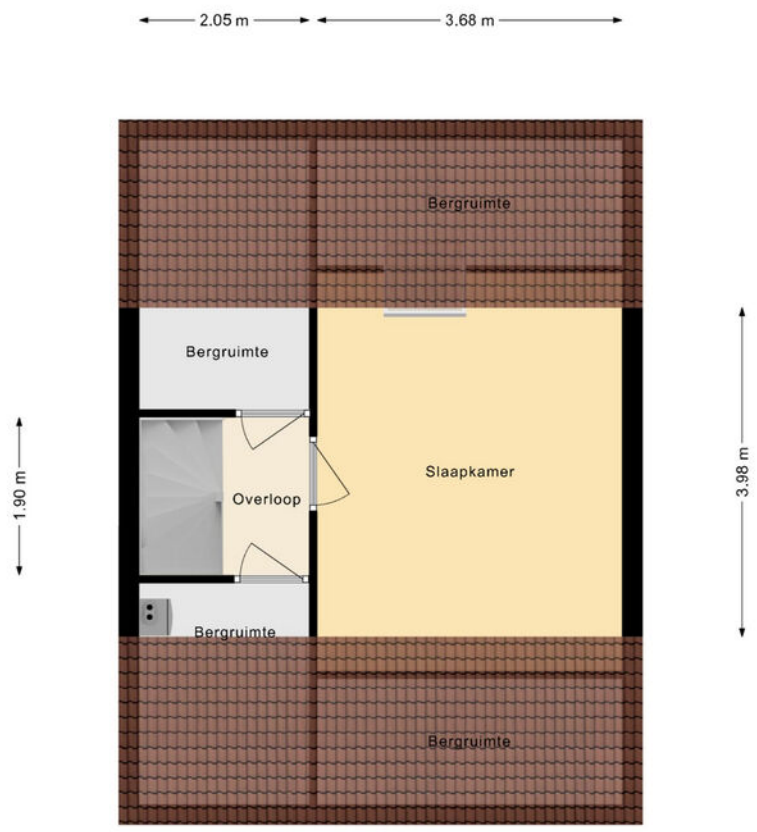 2.05 m
3.68 m
Bergruimte
Bergruimte
Slaapkamer
3.98 m
1.90 m
Overloop
Bergruimte
Bergruimte